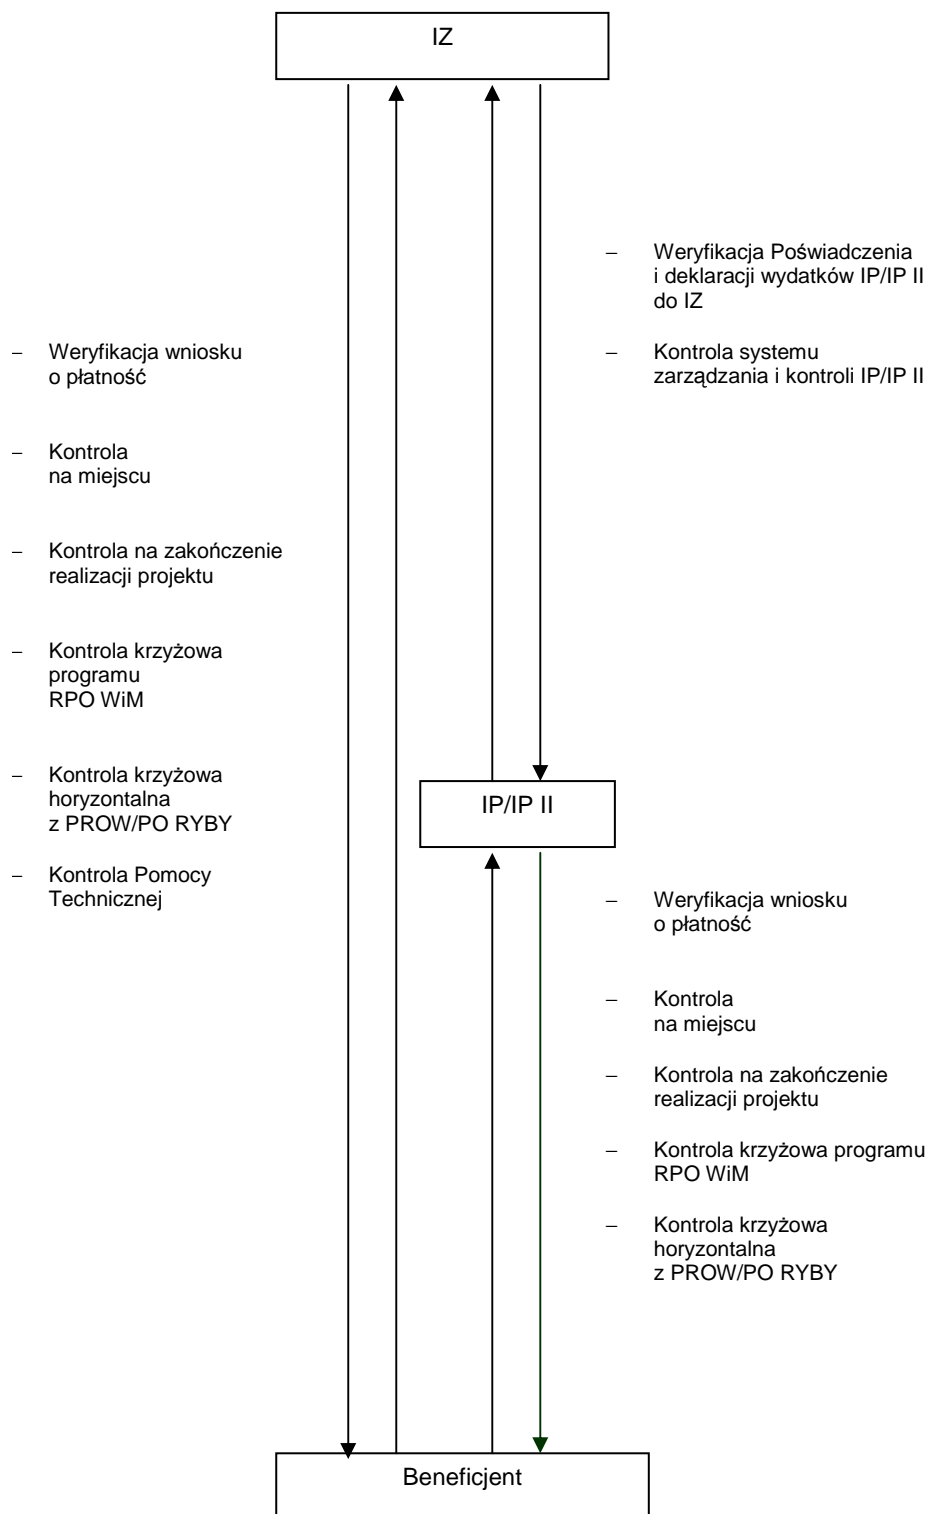 IZ
– Weryfikacja Poświadczenia
i deklaracji wydatków IP/IP II
do IZ
– Kontrola systemu
zarządzania i kontroli IP/IP II
– Weryfikacja wniosku
o płatność
– Kontrola
na miejscu
– Kontrola na zakończenie
realizacji projektu
– Kontrola krzyżowa
programu
RPO WiM
– Kontrola krzyżowa
horyzontalna
z PROW/PO RYBY
– Kontrola Pomocy
Technicznej
IP/IP II
– Weryfikacja wniosku
o płatność
– Kontrola
na miejscu
– Kontrola na zakończenie
realizacji projektu
– Kontrola krzyżowa programu
RPO WiM
– Kontrola krzyżowa
horyzontalna
z PROW/PO RYBY
Beneficjent